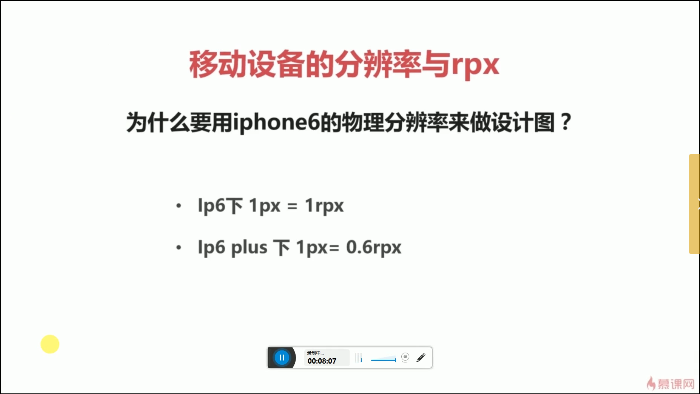 移动设备的分辨率与rpx
为什么要用iphone6的物理分辨率来做设计图？
• Ip6下 1px = 1rpx
• Ip6 plus 下 1px= 0.6rpx
00:08:07
慕课网